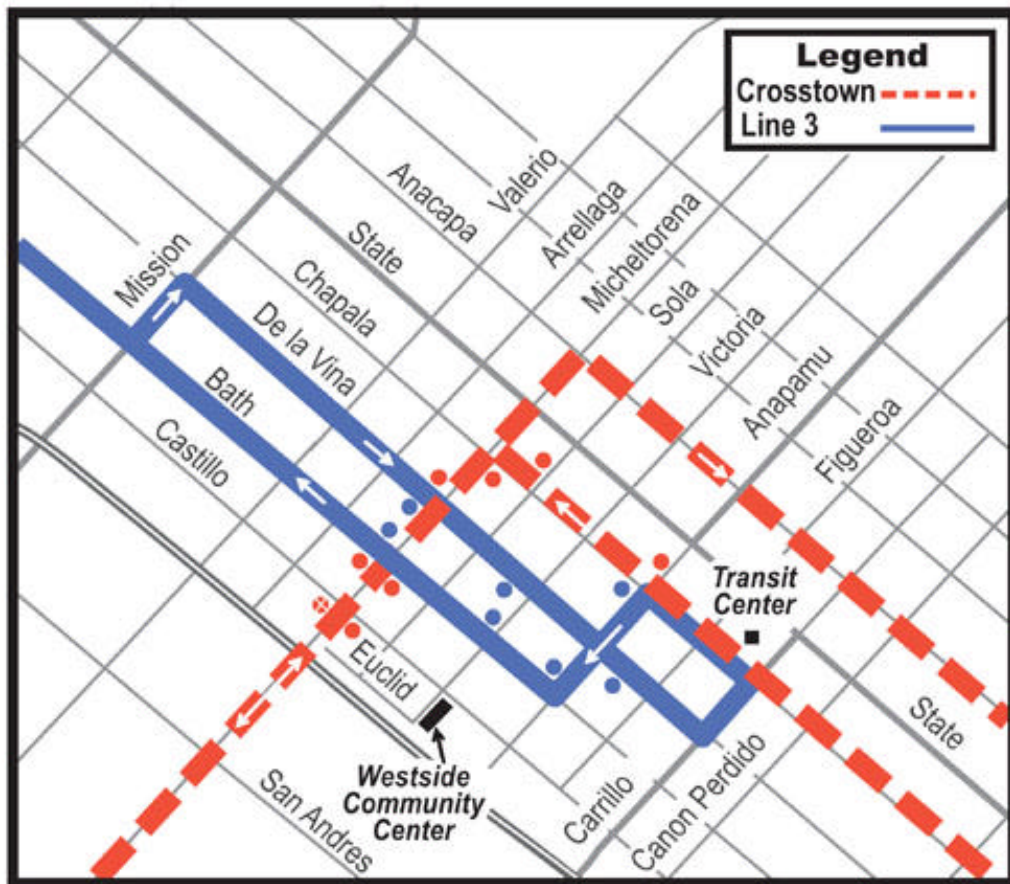 Legend
Crosstown
Line 3
Valerio
Anacapa
Arrellaga
State
Micheltorena
Sola
Mission
Chapala
Victoria
De la Vina
Anapamu
Bath
Figueroa
Castillo
Transit
Center
Euclid
State
Westside
Community
Center
San Andres
Carrillo
Canon Perdido